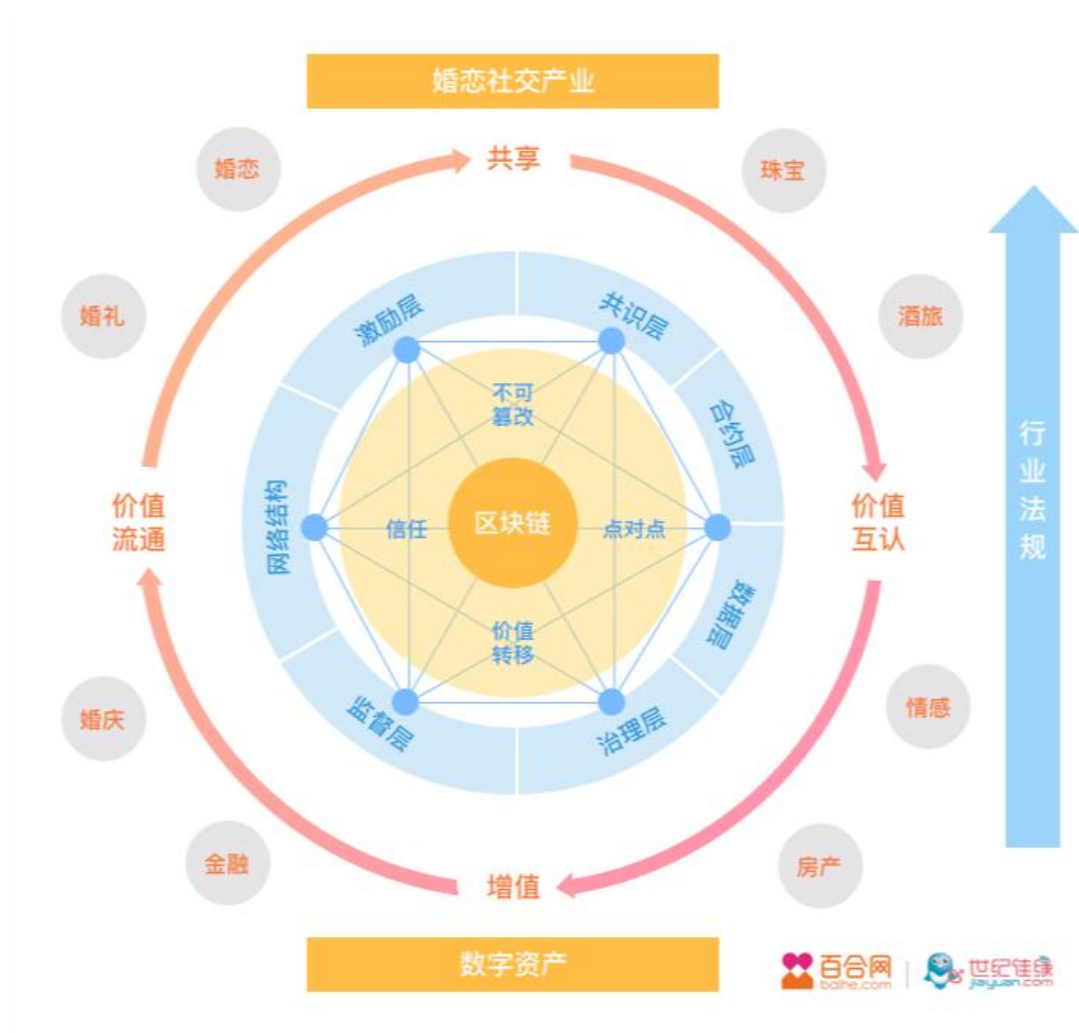 婚恋社交产业
婚恋
共享
珠宝
婚礼
酒旅
激励层
共识层
不可
篡改
合约层
行业法规
价值
流通
网络结构
信任
区块链
点对点
价值
互认
数据层
价值
转移
婚庆
监督层
治理层
情感
金融
增值
房产
数字资产
百合网
baihe.com
世纪佳缘
jiayuan.com